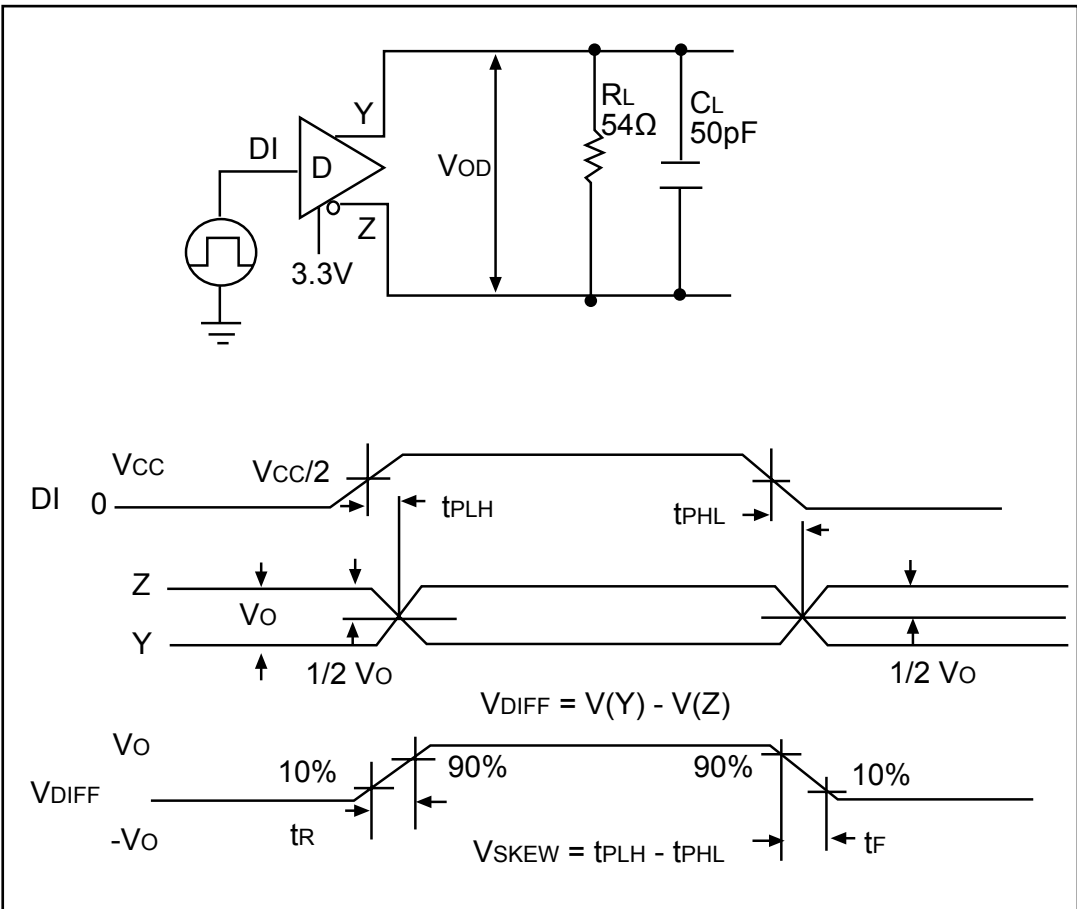 Y
RL
54Ω
CL
50pF
DI
D
VOD
Z
3.3V
VCC
VCC/2
DI 0
tPLH
tPHL
Z
VO
Y
1/2 VO
1/2 VO
VDIFF = V(Y) - V(Z)
VO
10%
90%
90%
10%
VDIFF
-VO
tR
VSKEW = tPLH - tPHL
tF